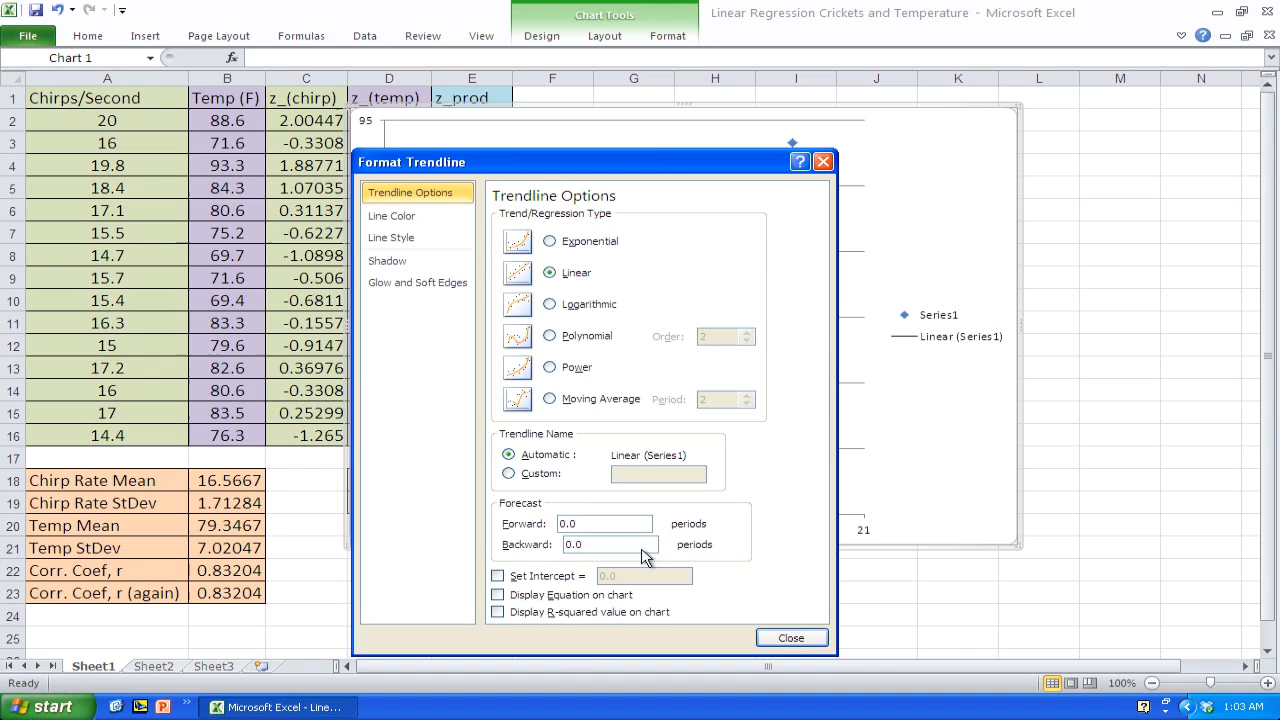 Chart Tools
Linear Regression Crickets and Temperature - Microsoft Excel
File Home Insert Page Layout Formulas Data Review View Design Layout Format
Chart 1 fx
A B C D E F G H I J K L M N
1 Chirps/Second Temp (F) z_(chirp) z_(temp) z_prod
2 20 88.6 2.00447
3 16 71.6 -0.3308
4 19.8 93.3 1.88771
5 18.4 84.3 1.07035
6 17.1 80.6 0.31137
7 15.5 75.2 -0.6227
8 14.7 69.7 -1.0898
9 15.7 71.6 -0.506
10 15.4 69.4 -0.6811
11 16.3 83.3 -0.1557
12 15 79.6 -0.9147
13 17.2 82.6 0.36976
14 16 80.6 -0.3308
15 17 83.5 0.25299
16 14.4 76.3 -1.265
17
18 Chirp Rate Mean 16.5667
19 Chirp Rate StDev 1.71284
20 Temp Mean 79.3467
21 Temp StDev 7.02047
22 Corr. Coef, r 0.83204
23 Corr. Coef, r (again) 0.83204
24
25
95
Series1
Linear (Series1)
21
Format Trendline
?
Trendline Options
Line Color
Line Style
Shadow
Glow and Soft Edges
Trendline Options
Trend/Regression Type
Exponential
Linear
Logarithmic
Polynomial Order: 2
Power
Moving Average Period: 2
Trendline Name
Automatic : Linear (Series1)
Custom:
Forecast
Forward: 0.0 periods
Backward: 0.0 periods
Set Intercept = 0.0
Display Equation on chart
Display R-squared value on chart
Close
Sheet1 Sheet2 Sheet3
Ready 100%
start Microsoft Excel - Line... 1:03 AM